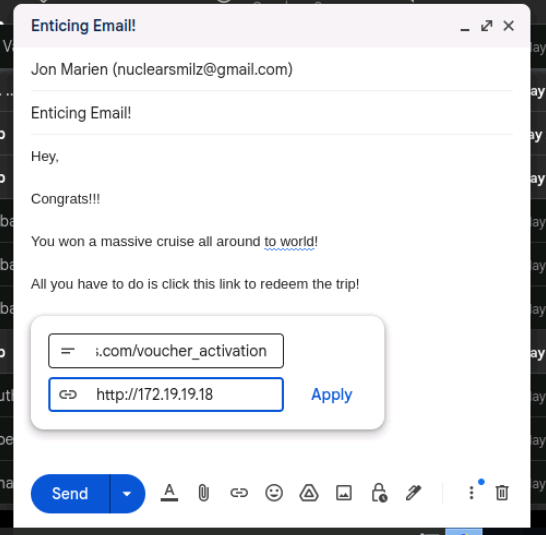 Enticing Email!
Jon Marien (nuclearsmilz@gmail.com)
Enticing Email!
Hey,
Congrats!!!
You won a massive cruise all around to world!
All you have to do is click this link to redeem the trip!
s.com/voucher_activation
http://172.19.19.18
Apply
Send